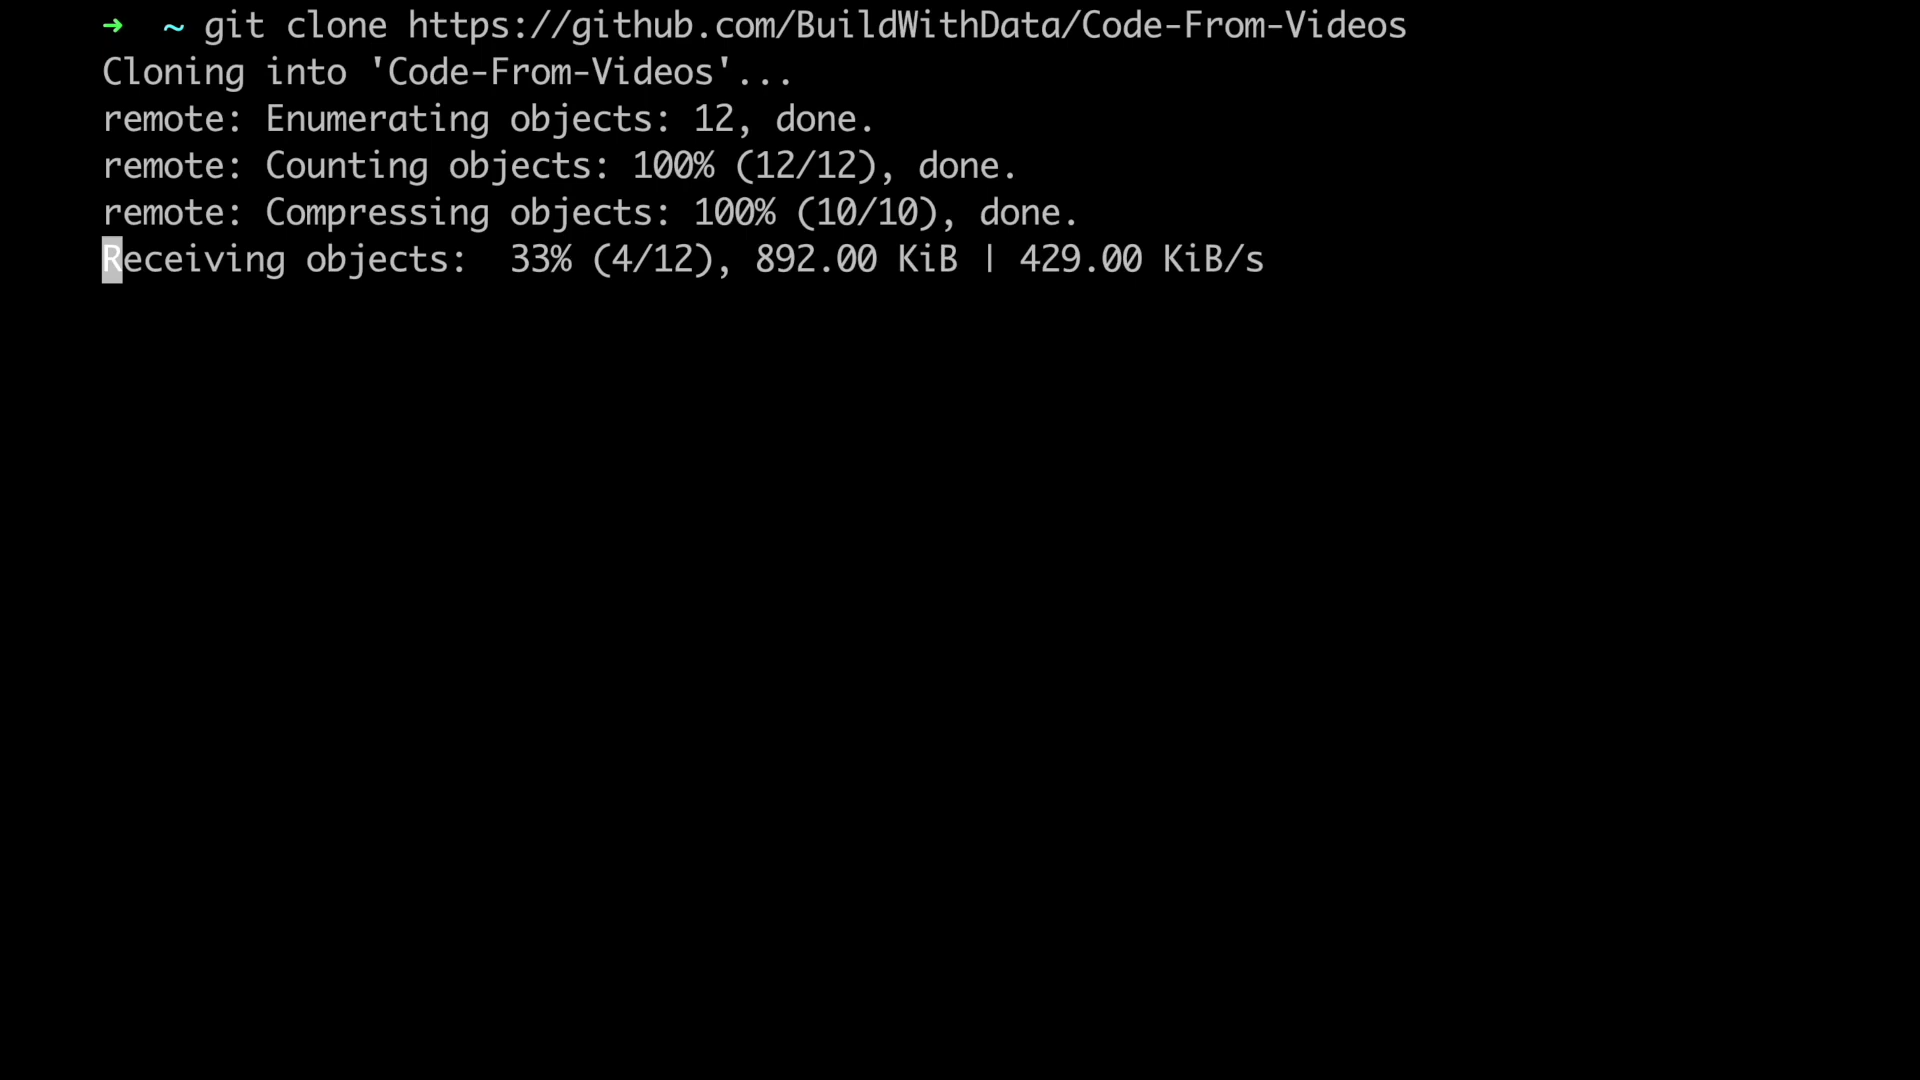 ➜  ~ git clone https://github.com/BuildWithData/Code-From-Videos
Cloning into 'Code-From-Videos'...
remote: Enumerating objects: 12, done.
remote: Counting objects: 100% (12/12), done.
remote: Compressing objects: 100% (10/10), done.
Receiving objects:  33% (4/12), 892.00 KiB | 429.00 KiB/s